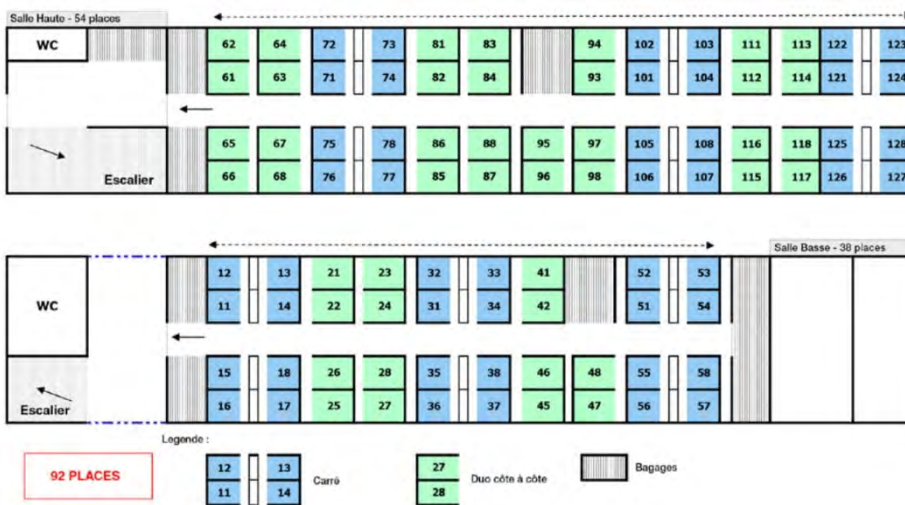 Salle Haute - 54 places
WC
62 64 72 73 81 83 94 102 103 111 113 122 123
61 63 71 74 82 84 93 101 104 112 114 121 124
65 67 75 78 86 88 95 97 105 108 116 118 125 128
Escalier
66 68 76 77 85 87 96 98 106 107 115 117 126 127
Salle Basse - 38 places
WC
12 13 21 23 32 33 41 52 53
11 14 22 24 31 34 42 51 54
15 18 26 28 35 38 46 48 55 58
Escalier
16 17 25 27 36 37 45 47 56 57
Legende :
92 PLACES
12 13
11 14
Carré
27
28
Duo côte à côte
Bagages